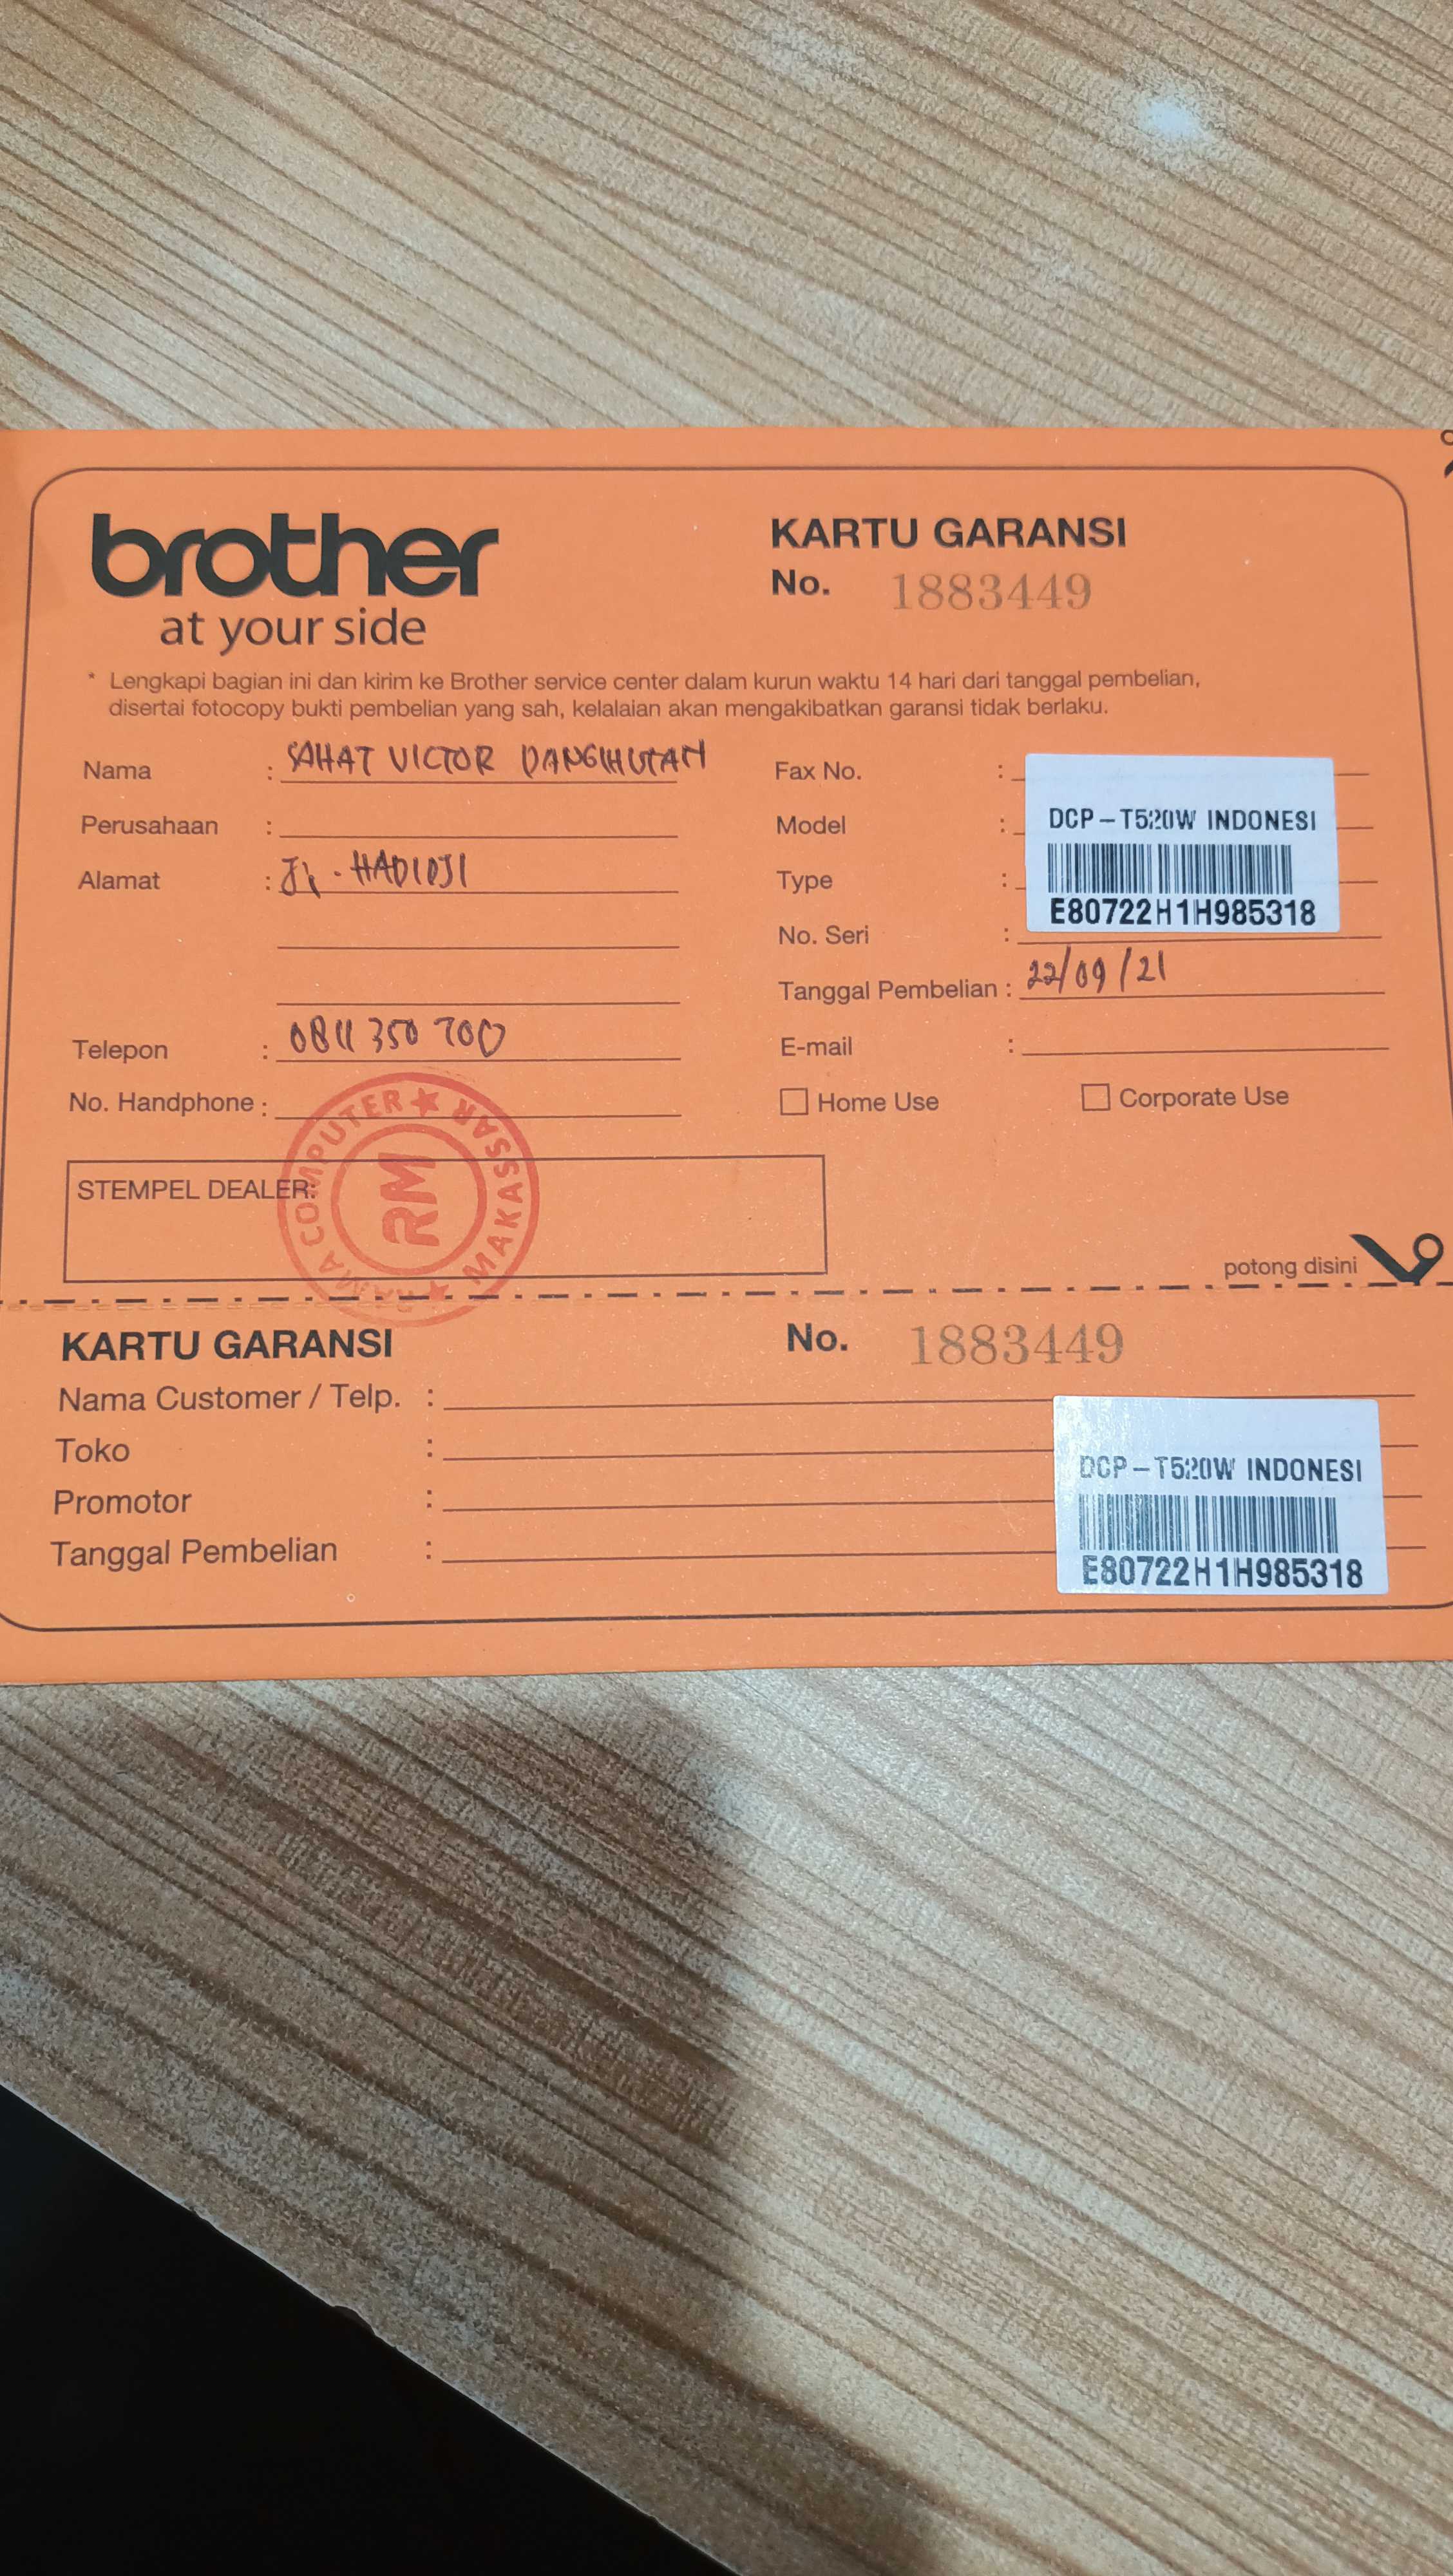 brother
at your side
KARTU GARANSI
No. 1883449
* Lengkapi bagian ini dan kirim ke Brother service center dalam kurun waktu 14 hari dari tanggal pembelian,
disertai fotocopy bukti pembelian yang sah, kelalaian akan mengakibatkan garansi tidak berlaku.
Nama : SAHAT VICTOR
Perusahaan :
Alamat : Jl. HADIDJI
Telepon : 0811 350 700
No. Handphone :
Fax No. :
Model : DCP-T520W INDONESI
Type :
E80722H1H985318
No. Seri :
Tanggal Pembelian : 22/09/21
E-mail :
Home Use Corporate Use
STEMPEL DEALER:
RAMA COMPUTER ★ MAKASSAR ★
RM
potong disini
KARTU GARANSI No. 1883449
Nama Customer / Telp. :
Toko :
Promotor :
Tanggal Pembelian :
DCP-T520W INDONESI
E80722H1H985318